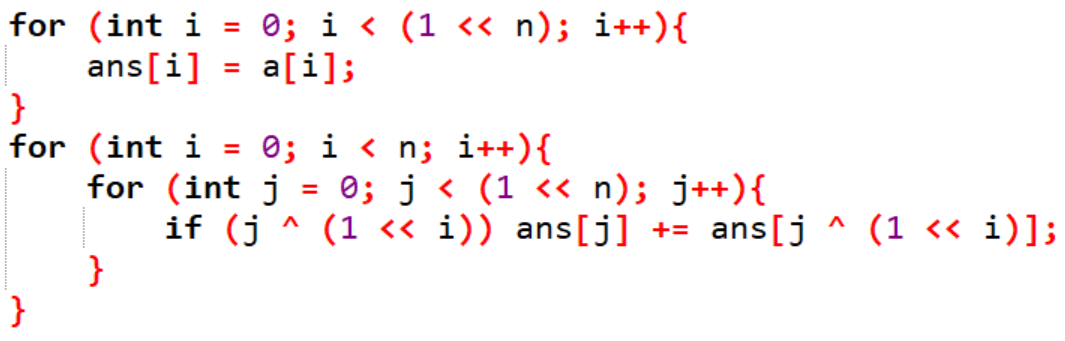 for (int i = 0; i < (1 << n); i++){
    ans[i] = a[i];
}
for (int i = 0; i < n; i++){
    for (int j = 0; j < (1 << n); j++){
        if (j ^ (1 << i)) ans[j] += ans[j ^ (1 << i)];
    }
}